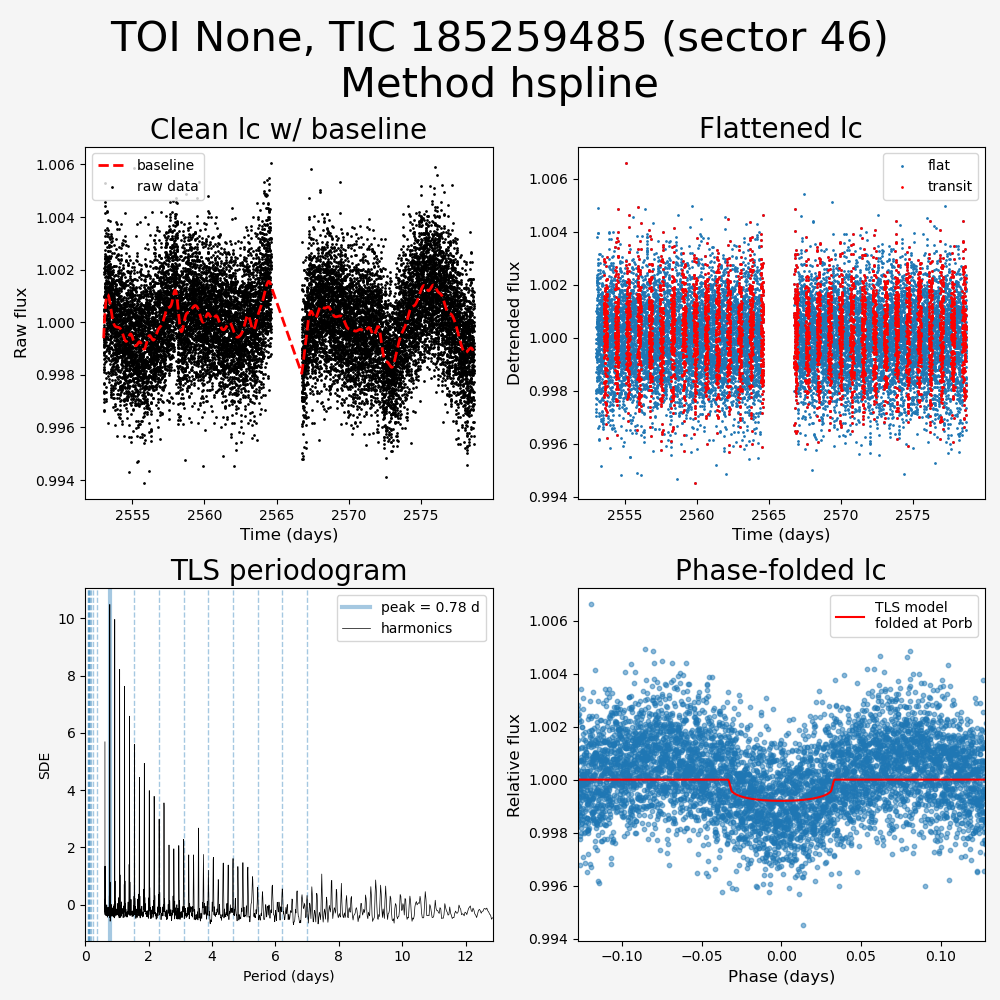 TOI None, TIC 185259485 (sector 46)
Method hspline
Clean lc w/ baseline
baseline
raw data
1.006
1.004
1.002
1.000
0.998
0.996
0.994
Raw flux
2555
2560
2565
2570
2575
Time (days)
Flattened lc
flat
transit
1.006
1.004
1.002
1.000
0.998
0.996
0.994
Detrended flux
2555
2560
2565
2570
2575
Time (days)
TLS periodogram
peak = 0.78 d
harmonics
10
8
6
4
2
0
SDE
0
2
4
6
8
10
12
Period (days)
Phase-folded lc
TLS model
folded at Porb
1.006
1.004
1.002
1.000
0.998
0.996
0.994
Relative flux
−0.10
−0.05
0.00
0.05
0.10
Phase (days)